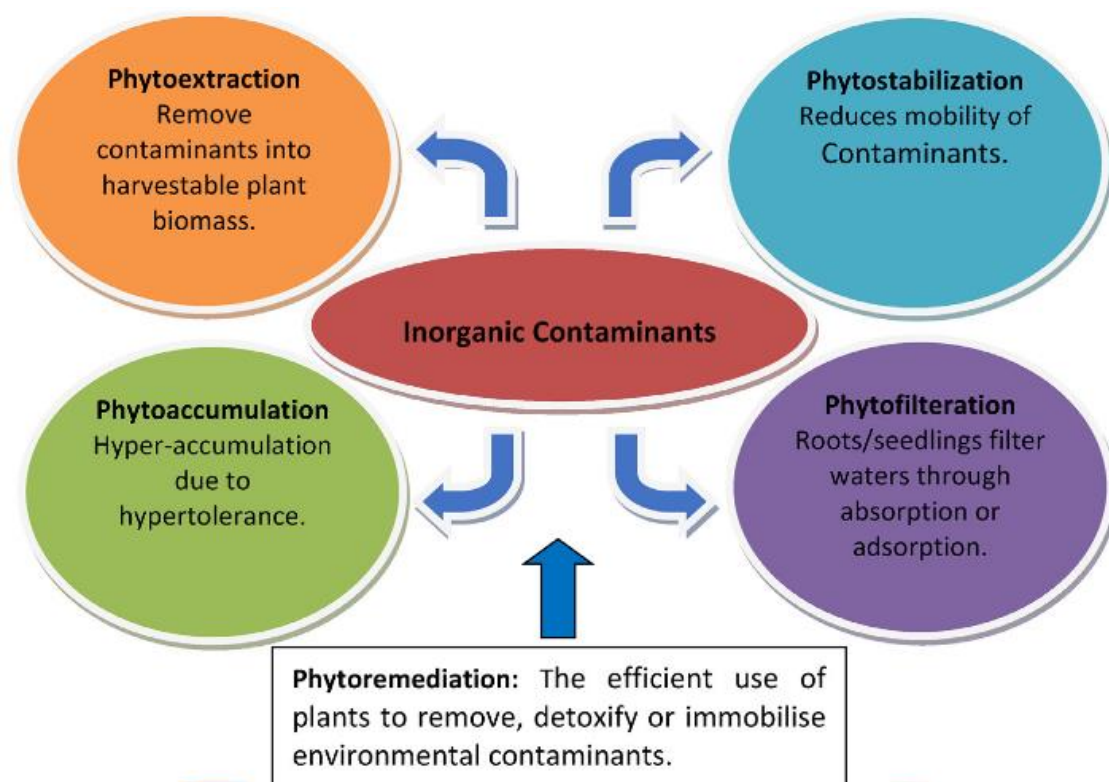 Phytoextraction
Remove
contaminants into
harvestable plant
biomass.
Phytostabilization
Reduces mobility of
Contaminants.
Inorganic Contaminants
Phytoaccumulation
Hyper-accumulation
due to
hypertolerance.
Phytofilteration
Roots/seedlings filter
waters through
absorption or
adsorption.
Phytoremediation: The efficient use of
plants to remove, detoxify or immobilise
environmental contaminants.